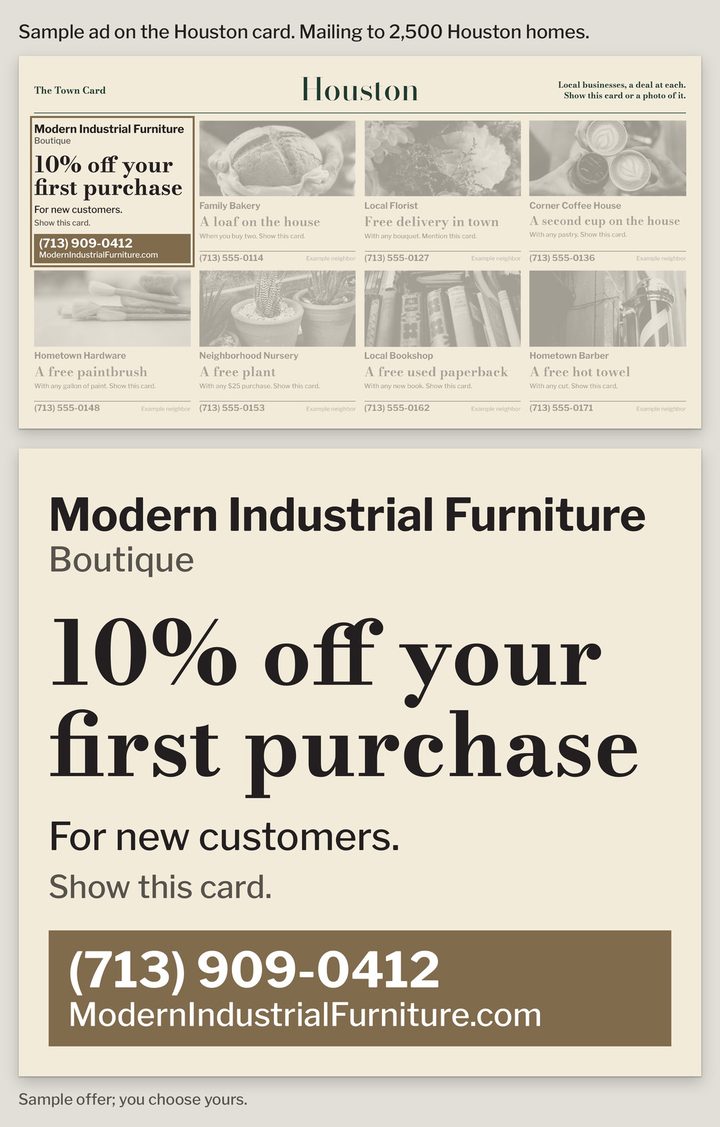 Sample ad on the Houston card. Mailing to 2,500 Houston homes.
The Town Card
Houston
Local businesses, a deal at each.
Show this card or a photo of it.
Modern Industrial Furniture
Boutique
10% off your
first purchase
For new customers.
Show this card.
(713) 909-0412
ModernIndustrialFurniture.com
Family Bakery
A loaf on the house
When you buy two. Show this card.
(713) 555-0114
Example neighbor
Local Florist
Free delivery in town
With any bouquet. Mention this card.
(713) 555-0127
Example neighbor
Corner Coffee House
A second cup on the house
With any pastry. Show this card.
(713) 555-0136
Example neighbor
Hometown Hardware
A free paintbrush
With any gallon of paint. Show this card.
(713) 555-0148
Example neighbor
Neighborhood Nursery
A free plant
With any $25 purchase. Show this card.
(713) 555-0153
Example neighbor
Local Bookshop
A free used paperback
With any new book. Show this card.
(713) 555-0162
Example neighbor
Hometown Barber
A free hot towel
With any cut. Show this card.
(713) 555-0171
Example neighbor
Modern Industrial Furniture
Boutique
10% off your
first purchase
For new customers.
Show this card.
(713) 909-0412
ModernIndustrialFurniture.com
Sample offer; you choose yours.